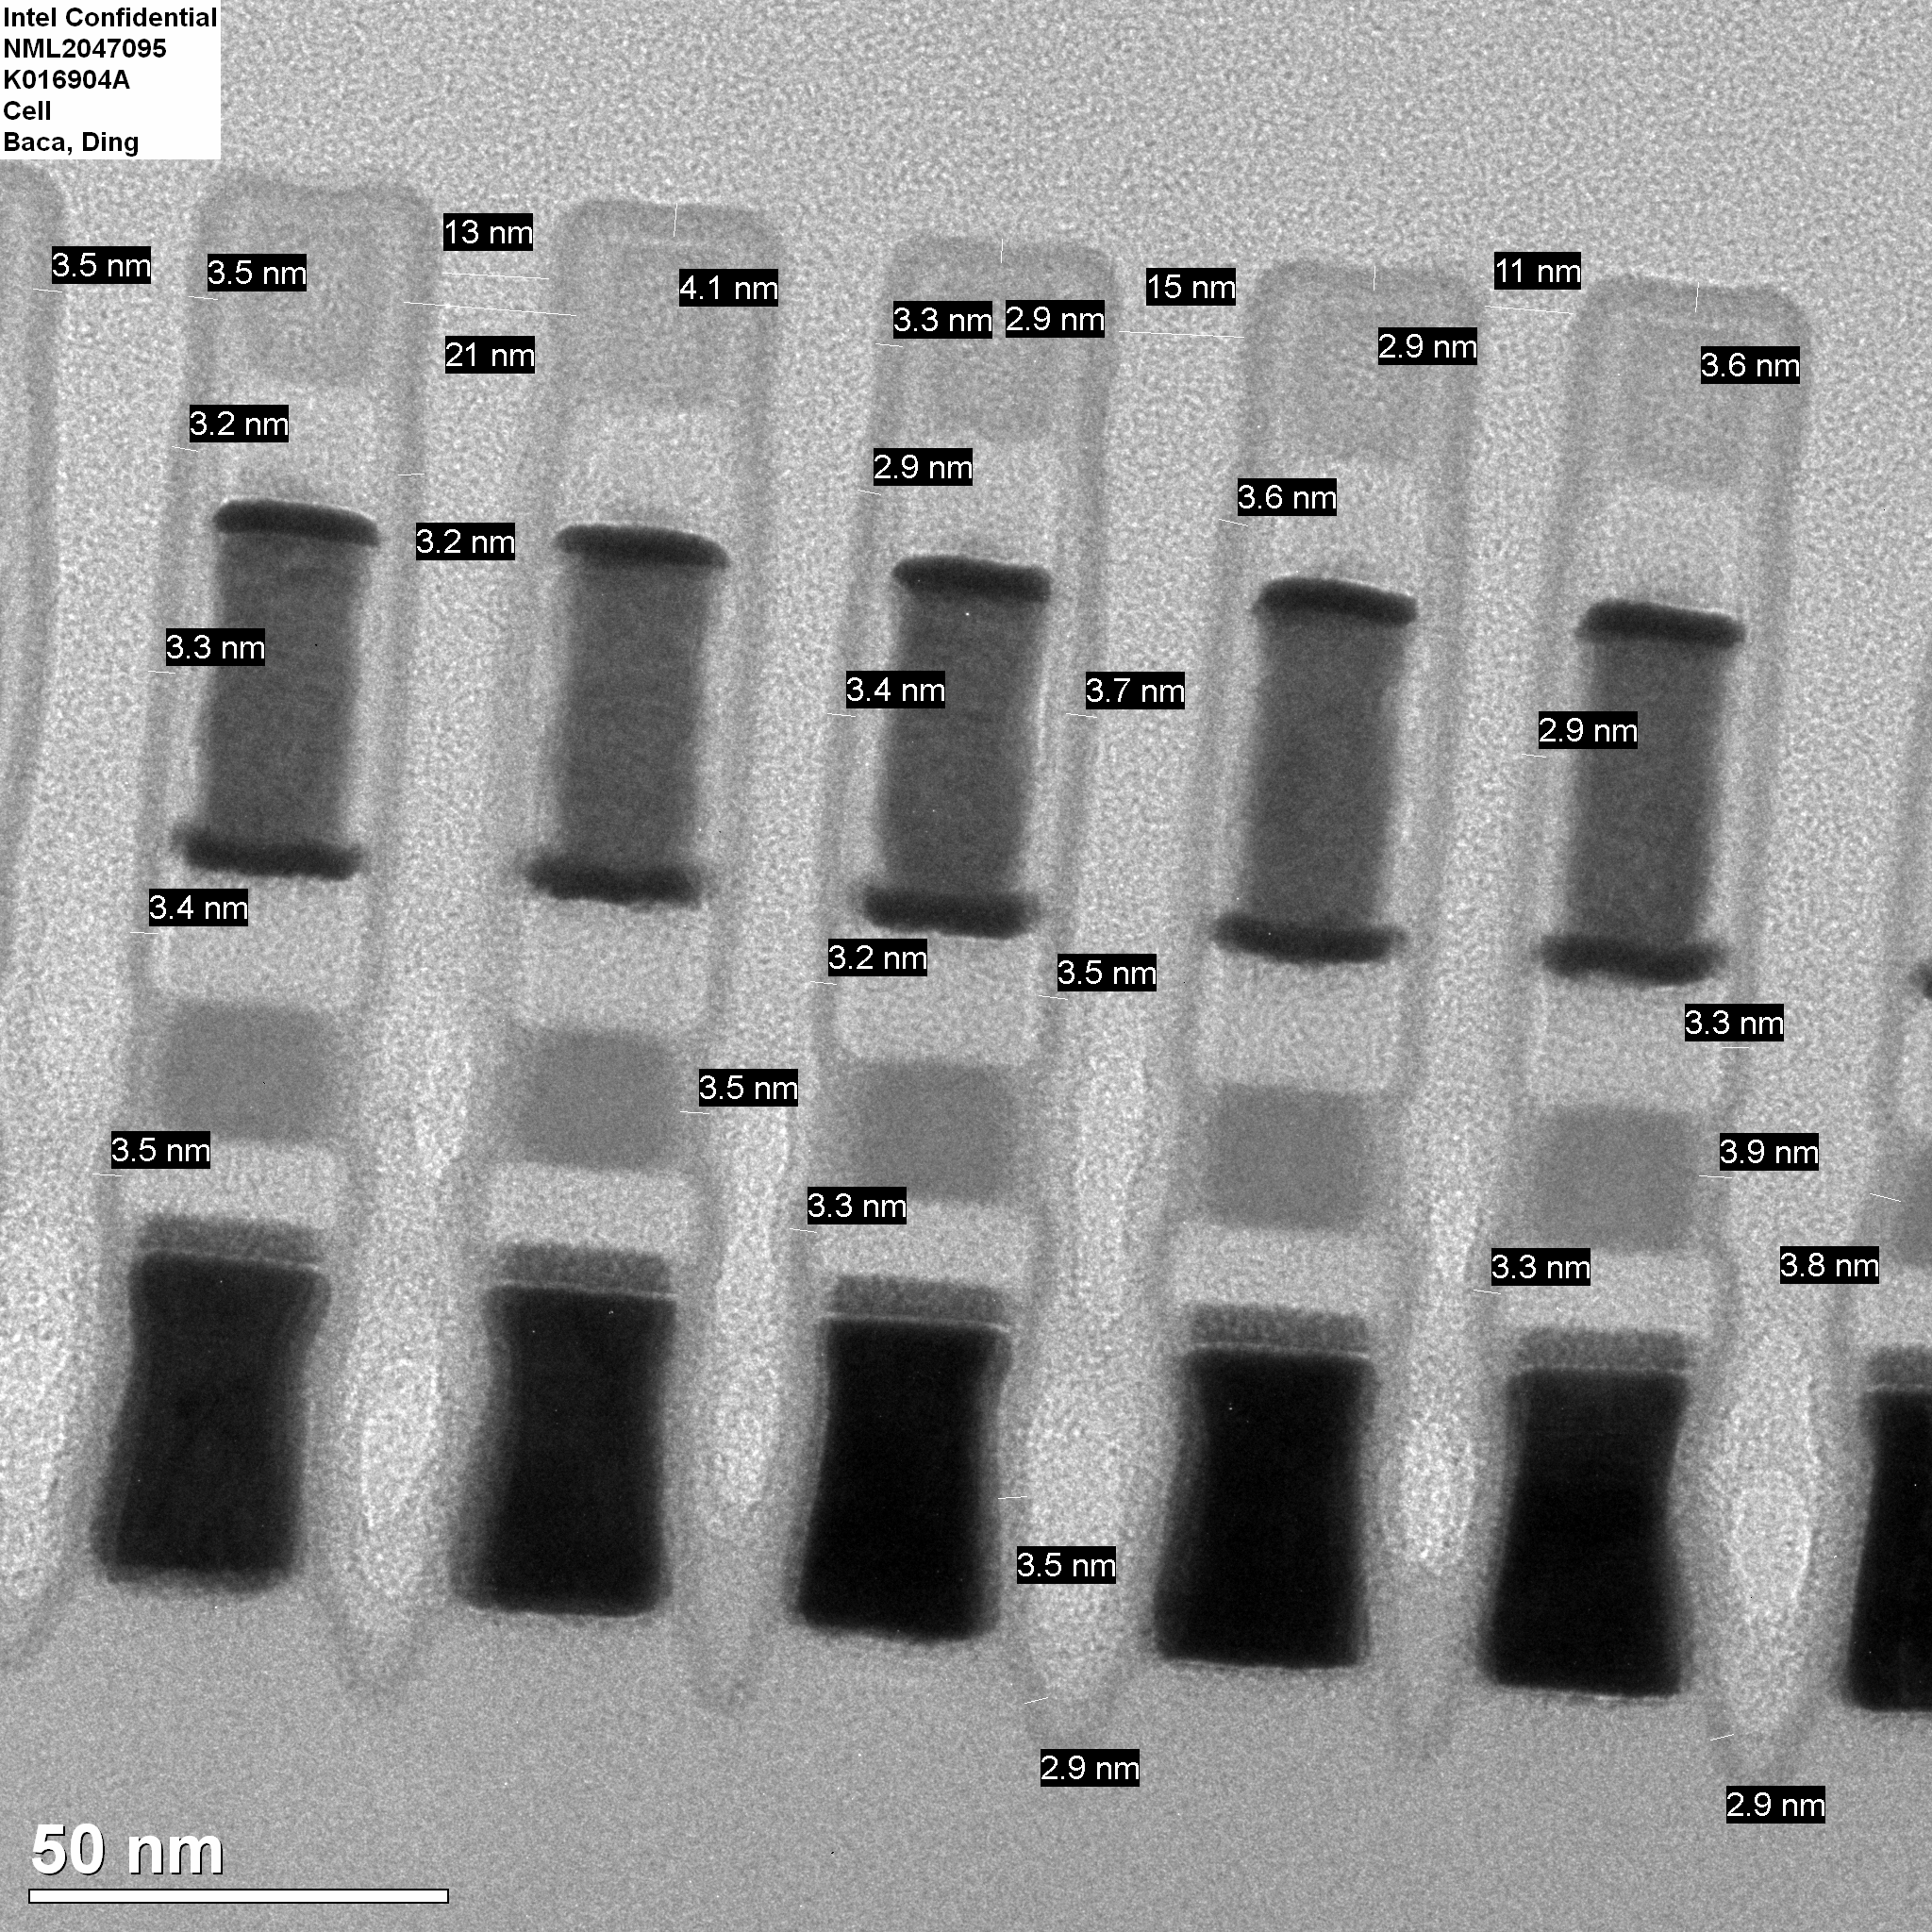 Intel Confidential
NML2047095
K016904A
Cell
Baca, Ding
13 nm
3.5 nm
3.5 nm
4.1 nm
15 nm
11 nm
3.3 nm
2.9 nm
21 nm
2.9 nm
3.6 nm
3.2 nm
2.9 nm
3.6 nm
3.2 nm
3.3 nm
3.4 nm
3.7 nm
2.9 nm
3.4 nm
3.2 nm
3.5 nm
3.3 nm
3.5 nm
3.5 nm
3.9 nm
3.3 nm
3.3 nm
3.8 nm
3.5 nm
2.9 nm
2.9 nm
50 nm